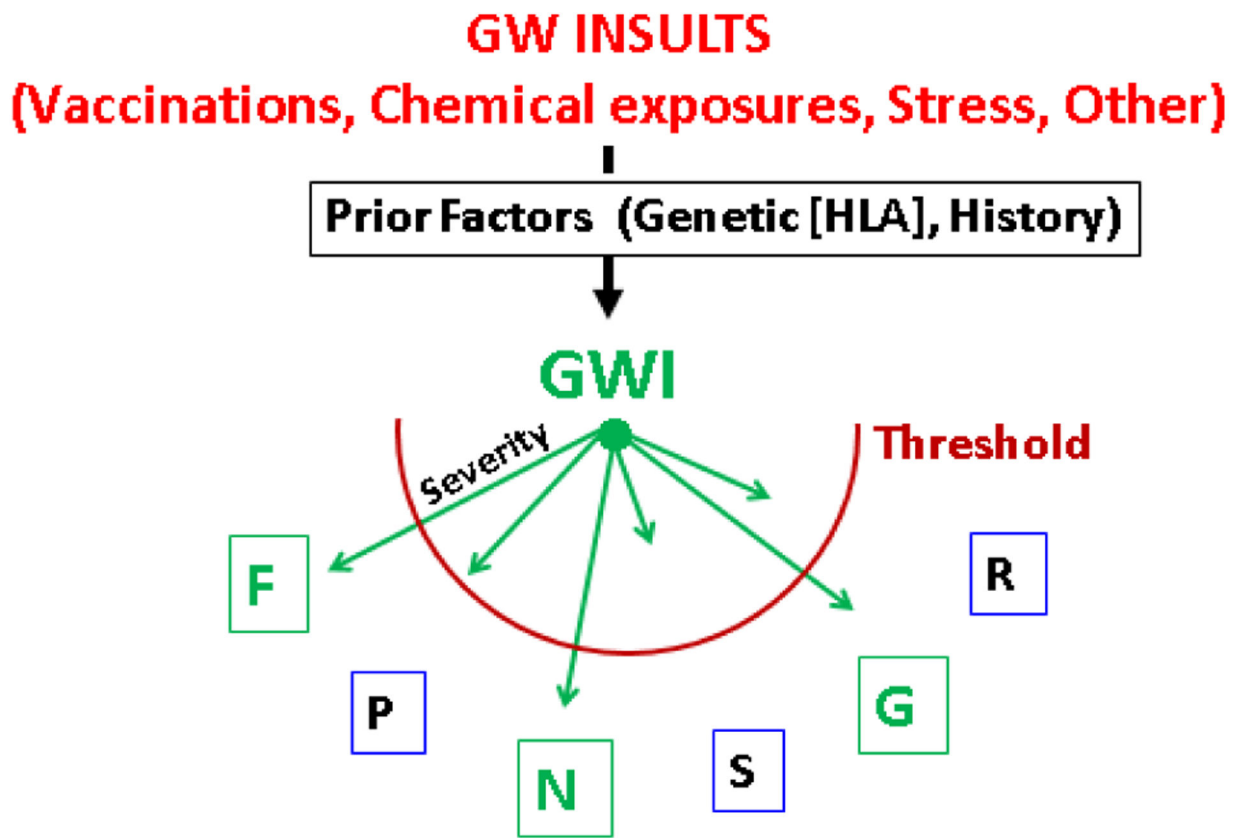 GW INSULTS
(Vaccinations, Chemical exposures, Stress, Other)
Prior Factors (Genetic [HLA], History)
GWI
Severity
Threshold
F
R
P
G
N
S